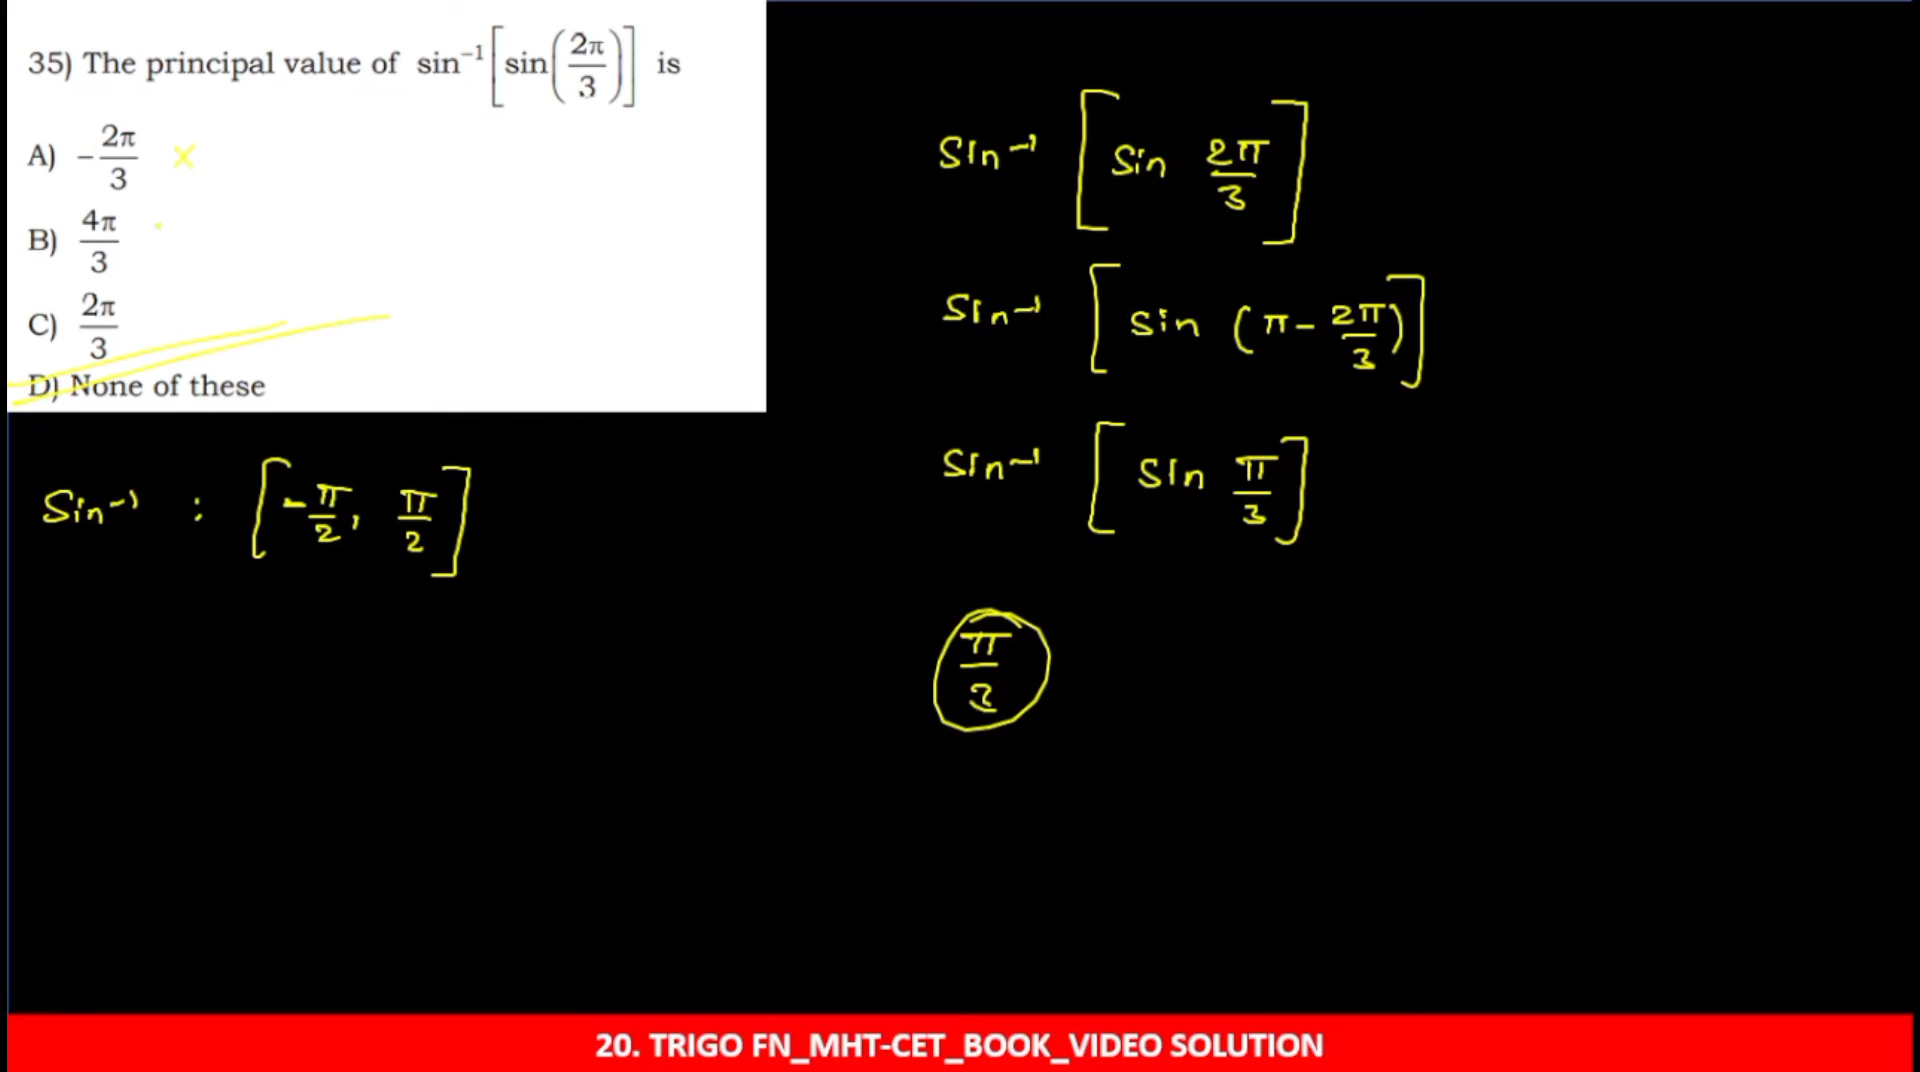 35) The principal value of sin⁻¹[sin(2π/3)] is
A) -2π/3 ×
B) 4π/3
C) 2π/3
D) None of these
Sin⁻¹ : [-π/2, π/2]
Sin⁻¹ [Sin 2π/3]
Sin⁻¹ [Sin (π - 2π/3)]
Sin⁻¹ [Sin π/3]
π/3
20. TRIGO FN_MHT-CET_BOOK_VIDEO SOLUTION